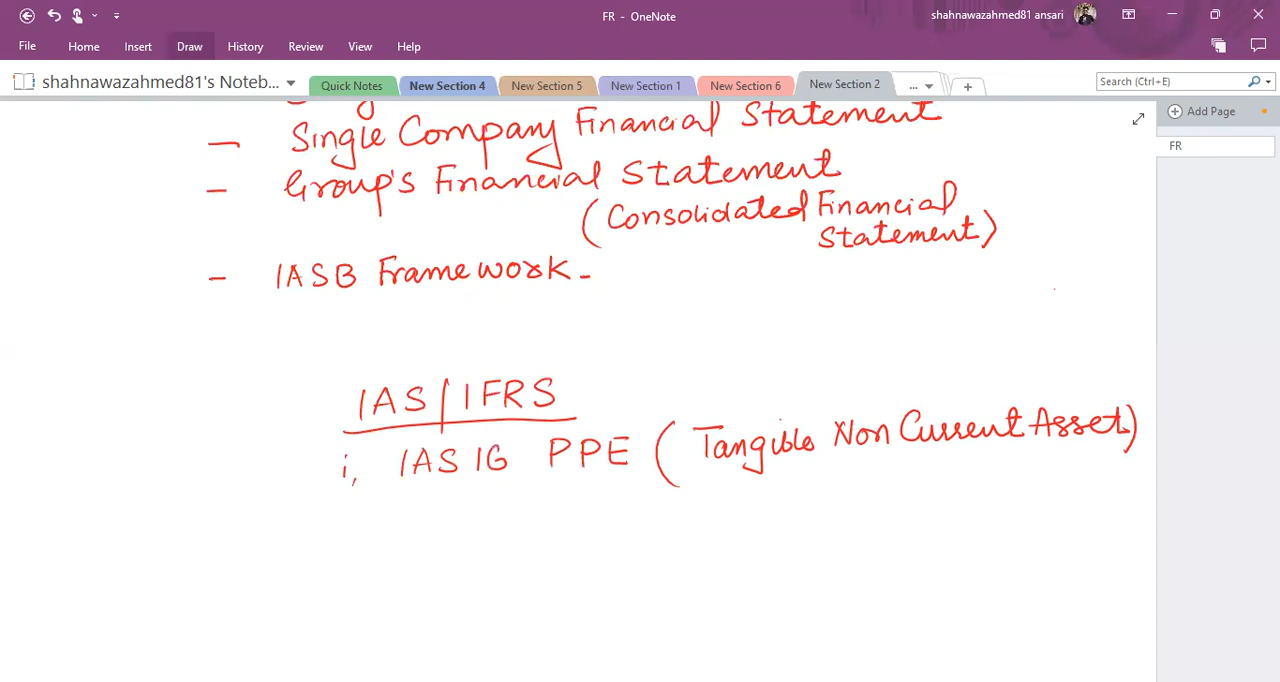 FR - OneNote
shahnawazahmed81 ansari
File Home Insert Draw History Review View Help
shahnawazahmed81's Noteb... Quick Notes New Section 4 New Section 5 New Section 1 New Section 6 New Section 2 ... +
Search (Ctrl+E)
Add Page
FR
— Single Company Financial Statement
- Group's Financial Statement
(Consolidated Financial
Statement)
- IASB Framework -
IAS/IFRS
i, IAS 16 PPE (Tangible Non Current Asset)